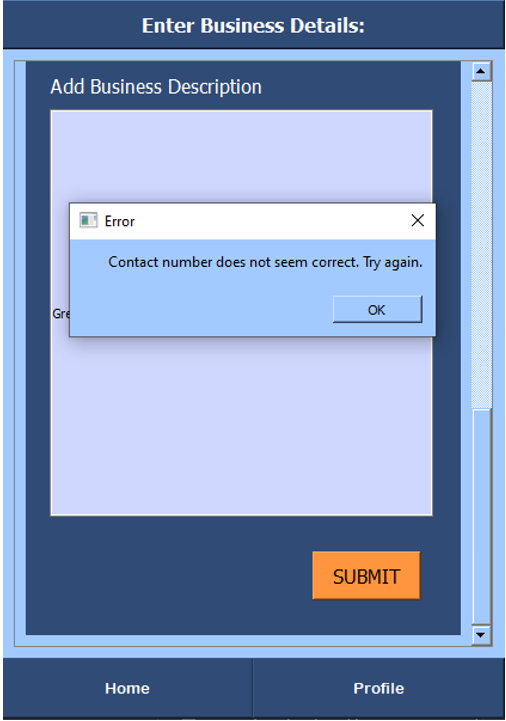 Enter Business Details:
Add Business Description
Error
Contact number does not seem correct. Try again.
OK
Gre
SUBMIT
Home
Profile